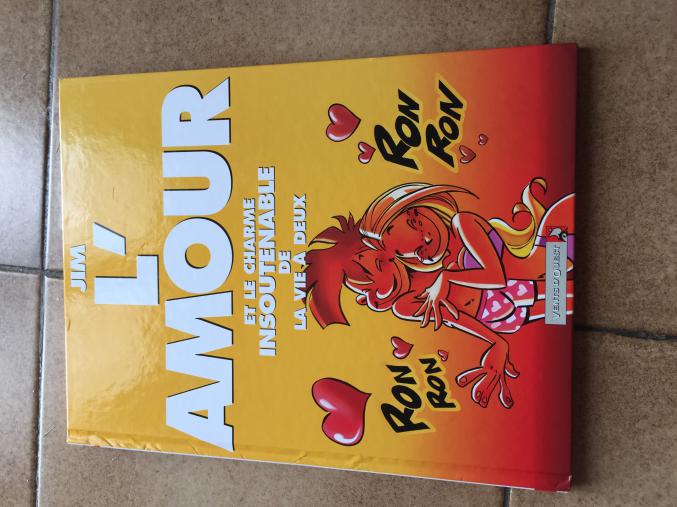 JIM
L'
AMOUR
ET LE CHARME
INSOUTENABLE
DE
LA VIE À DEUX
RON
RON
RON
RON
VENTS D'OUEST